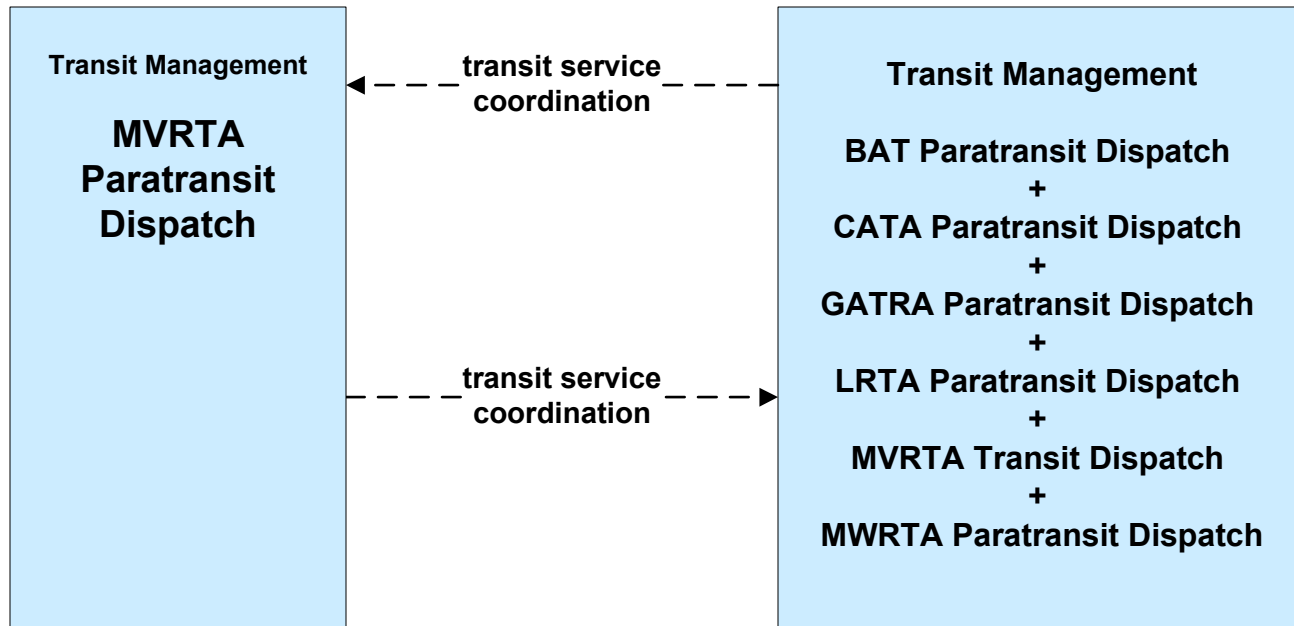 Transit Management
MVRTA
Paratransit
Dispatch
transit service
coordination
transit service
coordination
Transit Management
BAT Paratransit Dispatch
+
CATA Paratransit Dispatch
+
GATRA Paratransit Dispatch
+
LRTA Paratransit Dispatch
+
MVRTA Transit Dispatch
+
MWRTA Paratransit Dispatch